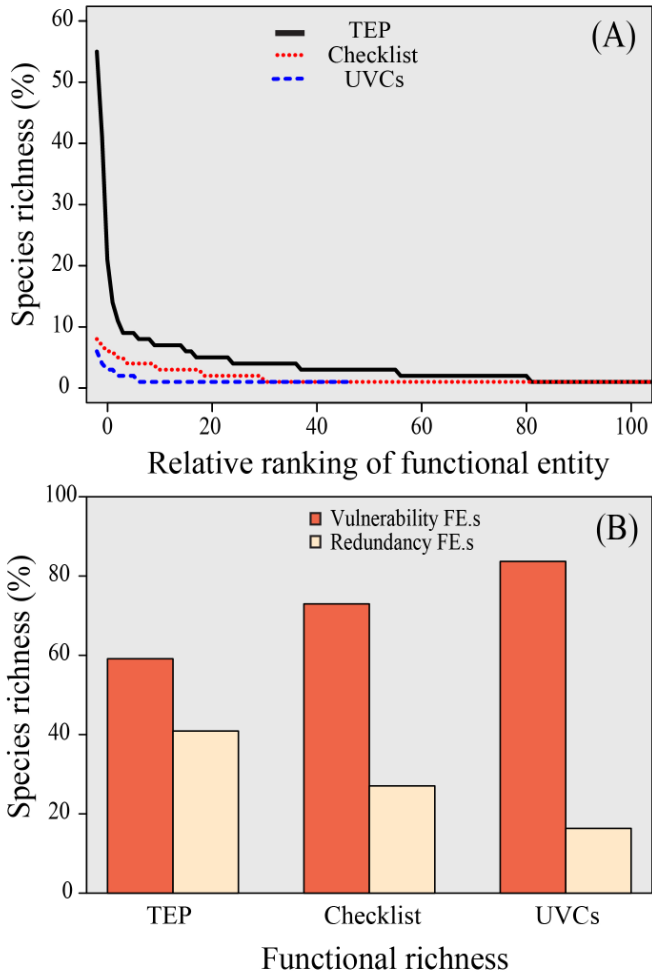 (A)
TEP
Checklist
UVCs
60
50
40
30
20
10
0
Species richness (%)
0 20 40 60 80 100
Relative ranking of functional entity
(B)
Vulnerability FE.s
Redundancy FE.s
100
80
60
40
20
0
Species richness (%)
TEP Checklist UVCs
Functional richness